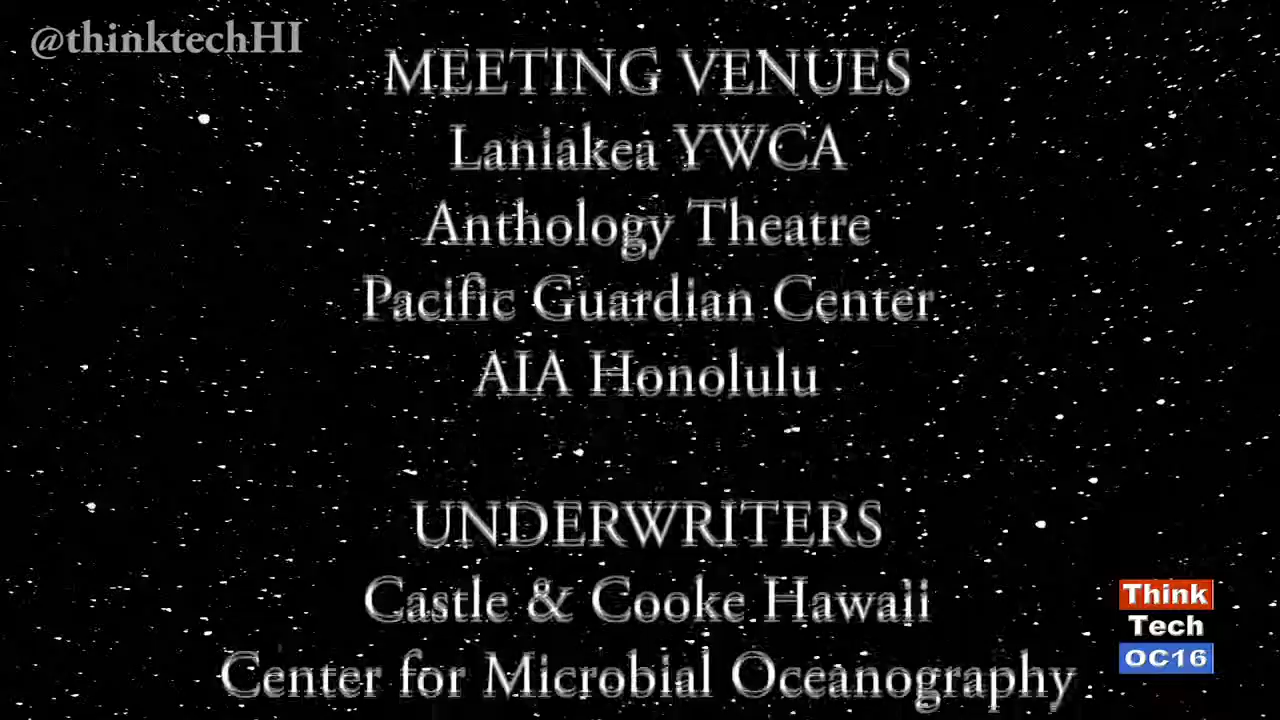 @thinktechHI
MEETING VENUES
Laniakea YWCA
Anthology Theatre
Pacific Guardian Center
AIA Honolulu
UNDERWRITERS
Castle & Cooke Hawaii
Center for Microbial Oceanography
Think
Tech
OC16